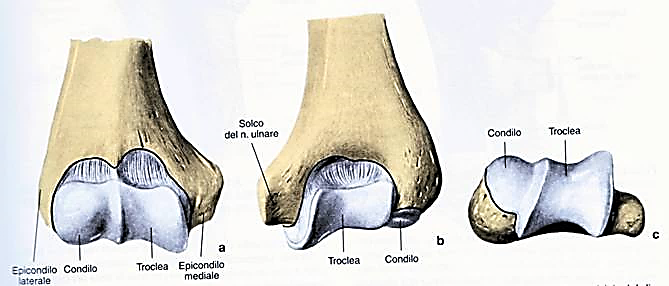 Solco
del n. ulnare
Condilo
Troclea
a
b
c
Epicondilo
laterale
Condilo
Troclea
Epicondilo
mediale
Troclea
Condilo